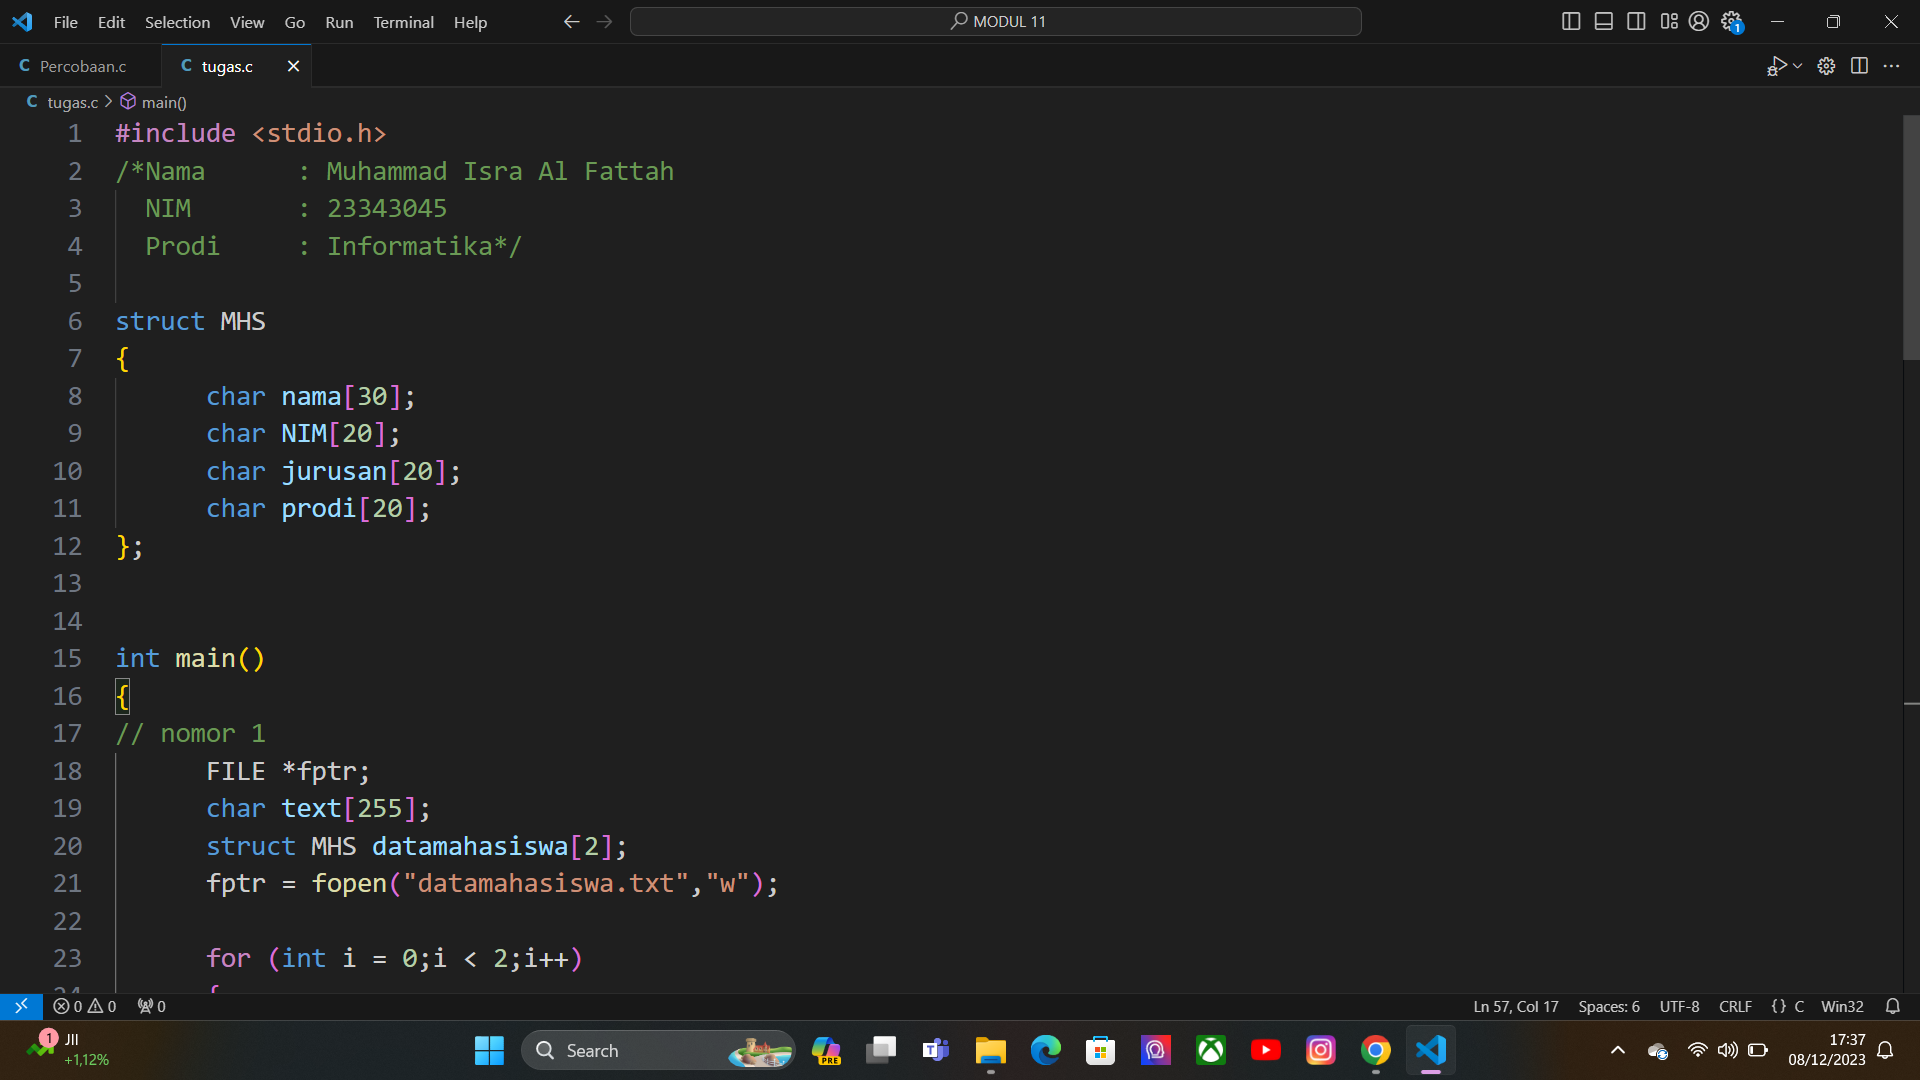 File Edit Selection View Go Run Terminal Help MODUL 11 1
C Percobaan.c C tugas.c
C tugas.c > main()
1 #include <stdio.h>
2 /*Nama : Muhammad Isra Al Fattah
3 NIM : 23343045
4 Prodi : Informatika*/
5
6 struct MHS
7 {
8 char nama[30];
9 char NIM[20];
10 char jurusan[20];
11 char prodi[20];
12 };
13
14
15 int main()
16 {
17 // nomor 1
18 FILE *fptr;
19 char text[255];
20 struct MHS datamahasiswa[2];
21 fptr = fopen("datamahasiswa.txt","w");
22
23 for (int i = 0;i < 2;i++)
24 {
0 0 0 Ln 57, Col 17 Spaces: 6 UTF-8 CRLF {} C Win32
1 JII Search PRE 17:37
+1,12% 08/12/2023